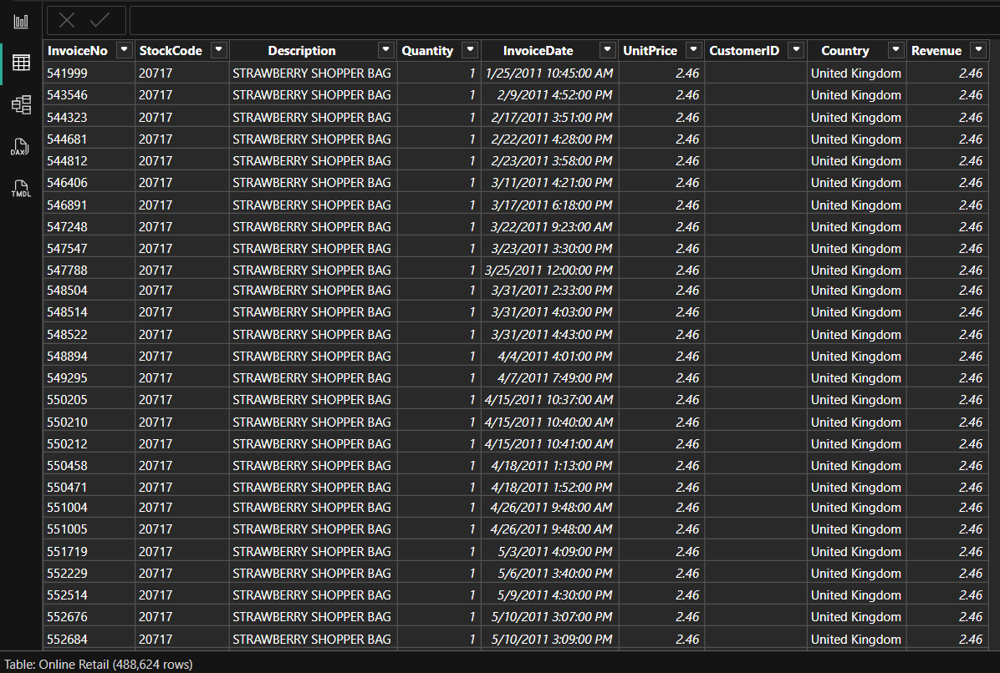 InvoiceNo StockCode Description Quantity InvoiceDate UnitPrice CustomerID Country Revenue
541999 20717 STRAWBERRY SHOPPER BAG 1 1/25/2011 10:45:00 AM 2.46 United Kingdom 2.46
543546 20717 STRAWBERRY SHOPPER BAG 1 2/9/2011 4:52:00 PM 2.46 United Kingdom 2.46
544323 20717 STRAWBERRY SHOPPER BAG 1 2/17/2011 3:51:00 PM 2.46 United Kingdom 2.46
544681 20717 STRAWBERRY SHOPPER BAG 1 2/22/2011 4:28:00 PM 2.46 United Kingdom 2.46
DAX
544812 20717 STRAWBERRY SHOPPER BAG 1 2/23/2011 3:58:00 PM 2.46 United Kingdom 2.46
546406 20717 STRAWBERRY SHOPPER BAG 1 3/11/2011 4:21:00 PM 2.46 United Kingdom 2.46
TMDL
546891 20717 STRAWBERRY SHOPPER BAG 1 3/17/2011 6:18:00 PM 2.46 United Kingdom 2.46
547248 20717 STRAWBERRY SHOPPER BAG 1 3/22/2011 9:23:00 AM 2.46 United Kingdom 2.46
547547 20717 STRAWBERRY SHOPPER BAG 1 3/23/2011 3:30:00 PM 2.46 United Kingdom 2.46
547788 20717 STRAWBERRY SHOPPER BAG 1 3/25/2011 12:00:00 PM 2.46 United Kingdom 2.46
548504 20717 STRAWBERRY SHOPPER BAG 1 3/31/2011 2:33:00 PM 2.46 United Kingdom 2.46
548514 20717 STRAWBERRY SHOPPER BAG 1 3/31/2011 4:03:00 PM 2.46 United Kingdom 2.46
548522 20717 STRAWBERRY SHOPPER BAG 1 3/31/2011 4:43:00 PM 2.46 United Kingdom 2.46
548894 20717 STRAWBERRY SHOPPER BAG 1 4/4/2011 4:01:00 PM 2.46 United Kingdom 2.46
549295 20717 STRAWBERRY SHOPPER BAG 1 4/7/2011 7:49:00 PM 2.46 United Kingdom 2.46
550205 20717 STRAWBERRY SHOPPER BAG 1 4/15/2011 10:37:00 AM 2.46 United Kingdom 2.46
550210 20717 STRAWBERRY SHOPPER BAG 1 4/15/2011 10:40:00 AM 2.46 United Kingdom 2.46
550212 20717 STRAWBERRY SHOPPER BAG 1 4/15/2011 10:41:00 AM 2.46 United Kingdom 2.46
550458 20717 STRAWBERRY SHOPPER BAG 1 4/18/2011 1:13:00 PM 2.46 United Kingdom 2.46
550471 20717 STRAWBERRY SHOPPER BAG 1 4/18/2011 1:52:00 PM 2.46 United Kingdom 2.46
551004 20717 STRAWBERRY SHOPPER BAG 1 4/26/2011 9:48:00 AM 2.46 United Kingdom 2.46
551005 20717 STRAWBERRY SHOPPER BAG 1 4/26/2011 9:48:00 AM 2.46 United Kingdom 2.46
551719 20717 STRAWBERRY SHOPPER BAG 1 5/3/2011 4:09:00 PM 2.46 United Kingdom 2.46
552229 20717 STRAWBERRY SHOPPER BAG 1 5/6/2011 3:40:00 PM 2.46 United Kingdom 2.46
552514 20717 STRAWBERRY SHOPPER BAG 1 5/9/2011 4:30:00 PM 2.46 United Kingdom 2.46
552676 20717 STRAWBERRY SHOPPER BAG 1 5/10/2011 3:07:00 PM 2.46 United Kingdom 2.46
552684 20717 STRAWBERRY SHOPPER BAG 1 5/10/2011 3:09:00 PM 2.46 United Kingdom 2.46
Table: Online Retail (488,624 rows)